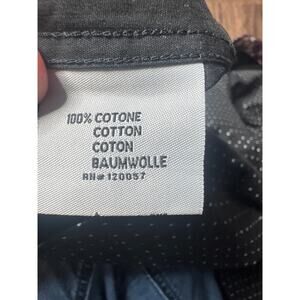 100% COTONE
COTTON
COTON
BAUMWOLLE
RN# 120057